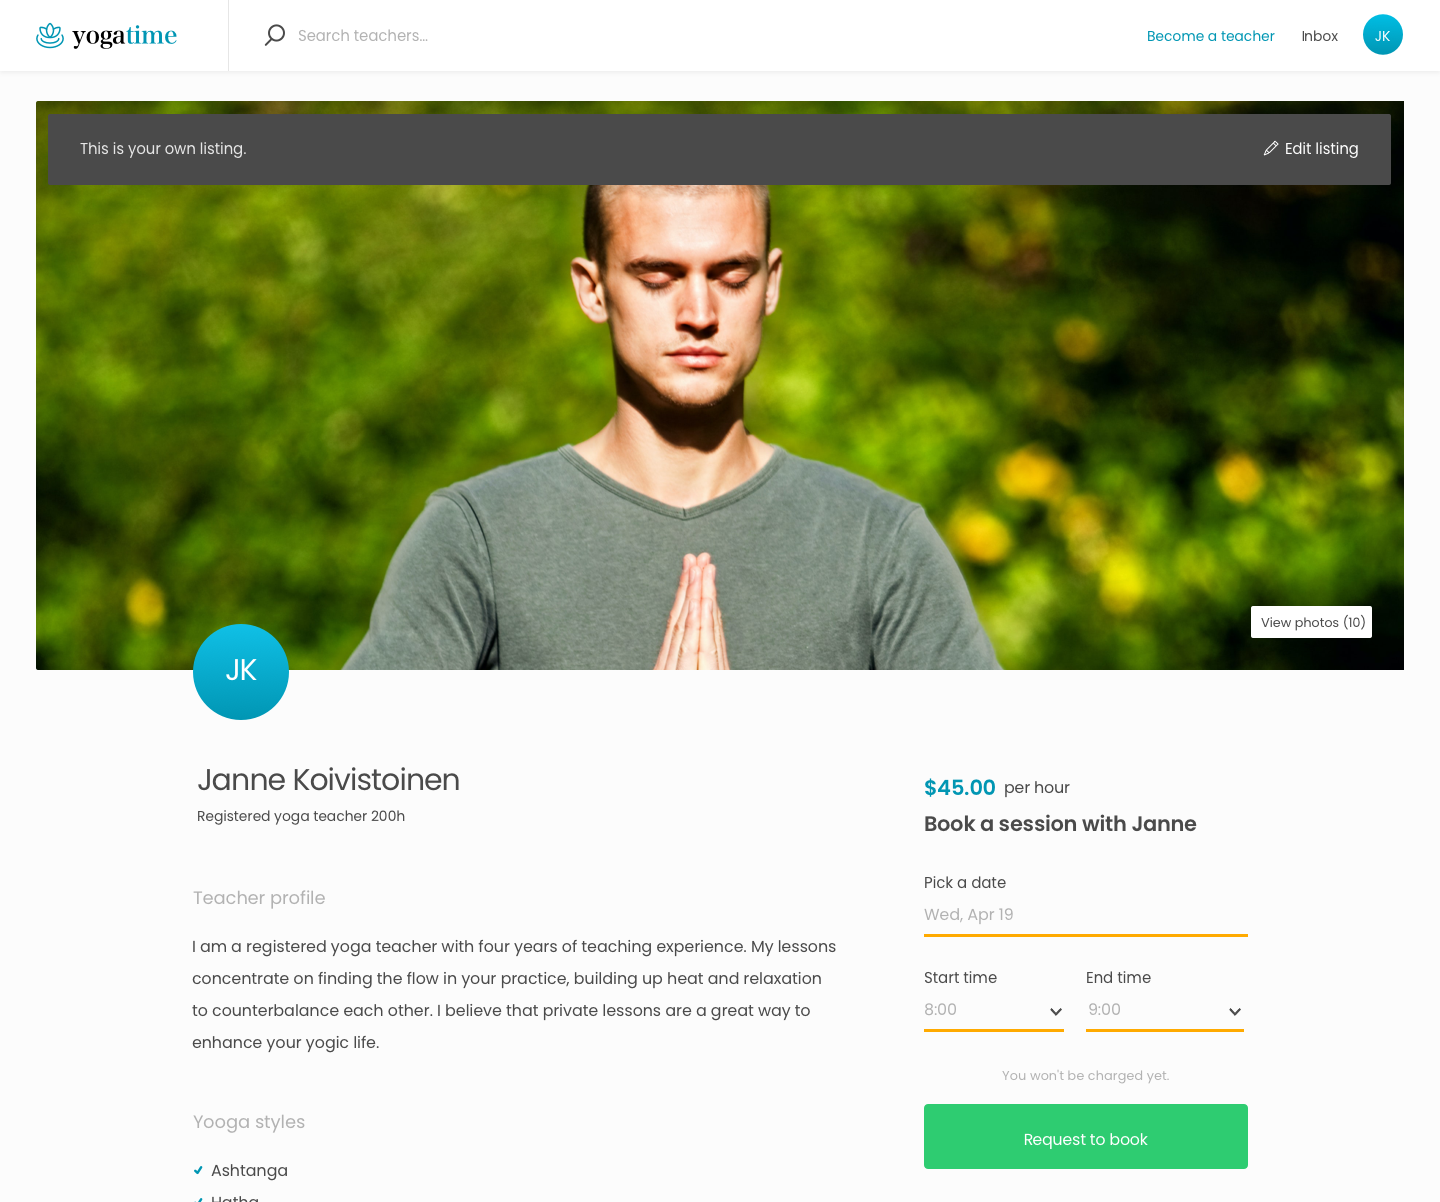 yogatime
Search teachers...
Become a teacher
Inbox
JK
This is your own listing.
Edit listing
View photos (10)
JK
Janne Koivistoinen
Registered yoga teacher 200h
Teacher profile
I am a registered yoga teacher with four years of teaching experience. My lessons
concentrate on finding the flow in your practice, building up heat and relaxation
to counterbalance each other. I believe that private lessons are a great way to
enhance your yogic life.
Yooga styles
Ashtanga
Hatha
$45.00 per hour
Book a session with Janne
Pick a date
Wed, Apr 19
Start time
8:00
End time
9:00
You won't be charged yet.
Request to book